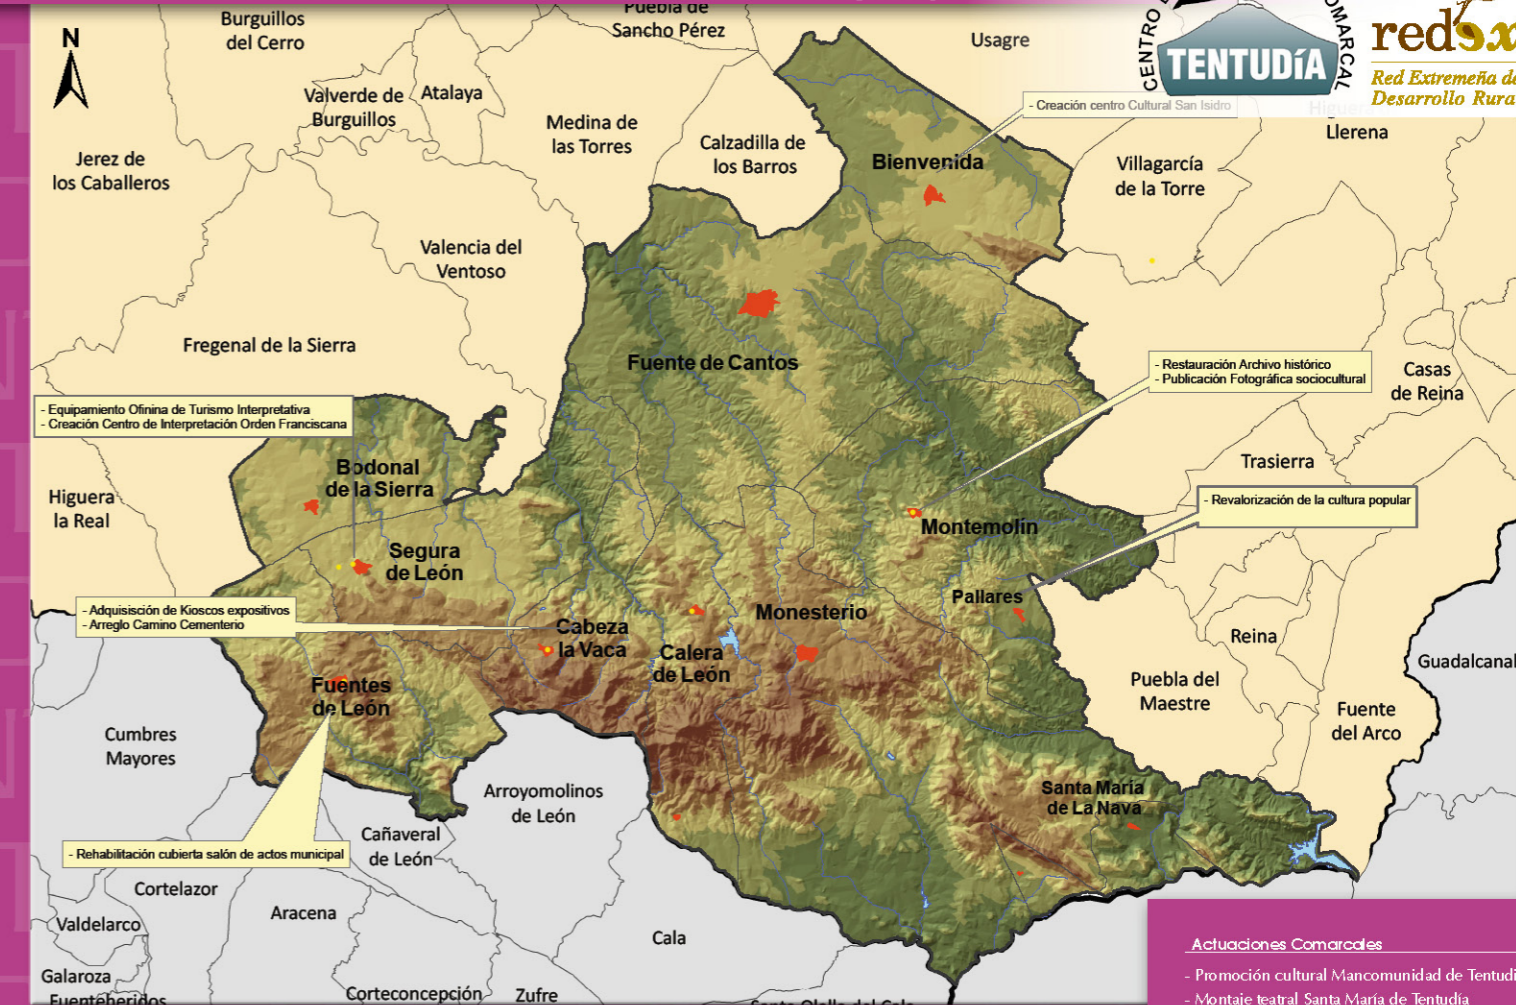 N
Burguillos
del Cerro
Puebla de
Sancho Pérez
Usagre
CENTRO
COMARCAL
TENTUDÍA
redex
Red Extremeña de
Desarrollo Rura
Valverde de
Burguillos
Atalaya
Medina de
las Torres
Calzadilla de
los Barros
- Creación centro Cultural San Isidro
Higuera
Llerena
Bienvenida
Villagarcía
de la Torre
Jerez de
los Caballeros
Valencia del
Ventoso
Fregenal de la Sierra
Fuente de Cantos
- Restauración Archivo histórico
- Publicación Fotográfica sociocultural
Casas
de Reina
- Equipamiento Ofinina de Turismo Interpretativa
- Creación Centro de Interpretación Orden Franciscana
Bodonal
de la Sierra
Trasierra
Higuera
la Real
- Revalorización de la cultura popular
Montemolín
Segura
de León
Pallares
- Adquisisción de Kioscos expositivos
- Arreglo Camino Cementerio
Cabeza
la Vaca
Monesterio
Calera
de León
Reina
Guadalcanal
Fuentes
de León
Puebla del
Maestre
Fuente
del Arco
Cumbres
Mayores
Arroyomolinos
de León
Santa María
de La Nava
Cañaveral
de León
- Rehabilitación cubierta salón de actos municipal
Cortelazor
Aracena
Valdelarco
Cala
Actuaciones Comarcales
- Promoción cultural Mancomunidad de Tentudí
- Montaje teatral Santa María de Tentudía
Galaroza
Fuenteheridos
Corteconcepción
Zufre
Santa Olalla del Cala